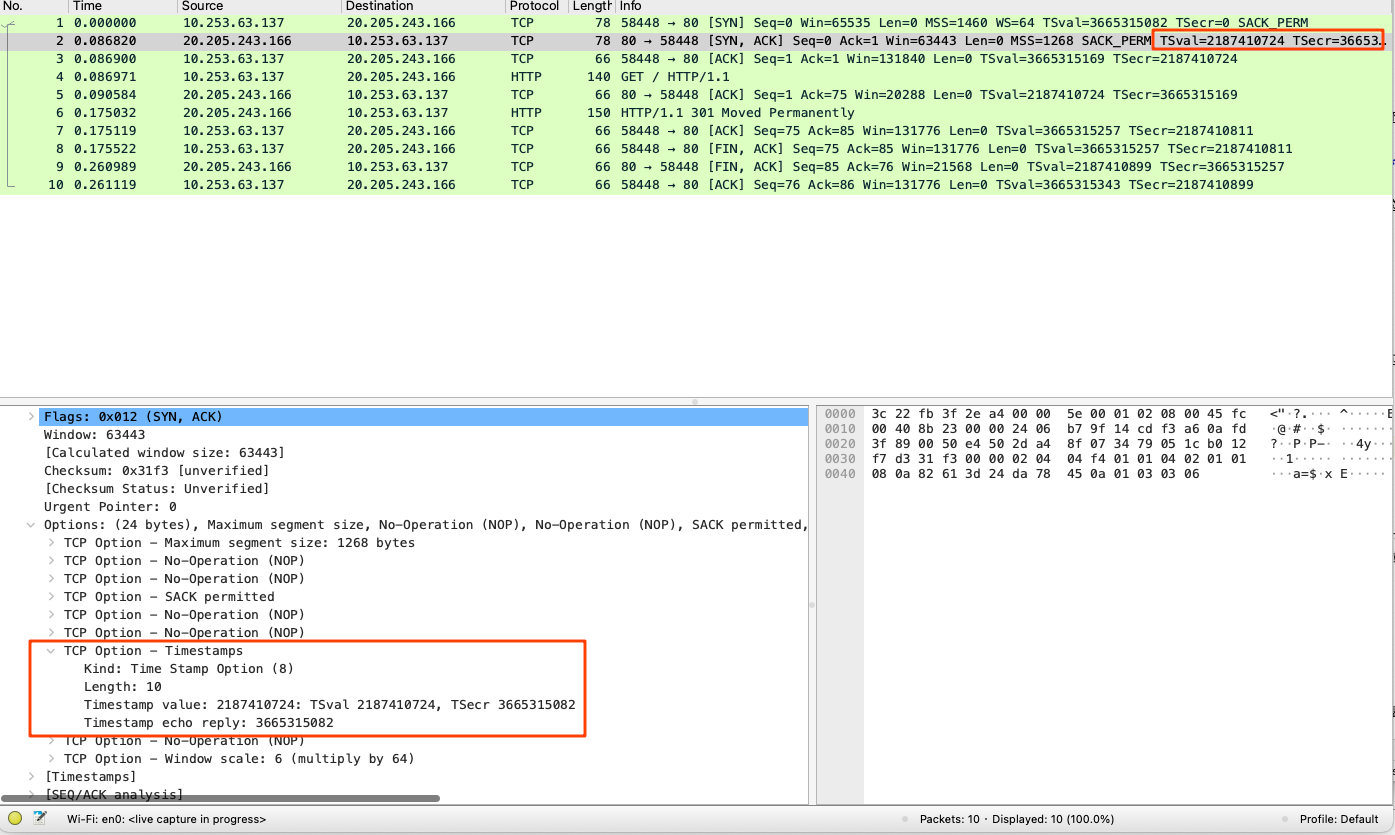 No. Time Source Destination Protocol Length Info
1 0.000000 10.253.63.137 20.205.243.166 TCP 78 58448 → 80 [SYN] Seq=0 Win=65535 Len=0 MSS=1460 WS=64 TSval=3665315082 TSecr=0 SACK_PERM
2 0.086820 20.205.243.166 10.253.63.137 TCP 78 80 → 58448 [SYN, ACK] Seq=0 Ack=1 Win=63443 Len=0 MSS=1268 SACK_PERM TSval=2187410724 TSecr=36653…
3 0.086900 10.253.63.137 20.205.243.166 TCP 66 58448 → 80 [ACK] Seq=1 Ack=1 Win=131840 Len=0 TSval=3665315169 TSecr=2187410724
4 0.086971 10.253.63.137 20.205.243.166 HTTP 140 GET / HTTP/1.1
5 0.090584 20.205.243.166 10.253.63.137 TCP 66 80 → 58448 [ACK] Seq=1 Ack=75 Win=20288 Len=0 TSval=2187410724 TSecr=3665315169
6 0.175032 20.205.243.166 10.253.63.137 HTTP 150 HTTP/1.1 301 Moved Permanently
7 0.175119 10.253.63.137 20.205.243.166 TCP 66 58448 → 80 [ACK] Seq=75 Ack=85 Win=131776 Len=0 TSval=3665315257 TSecr=2187410811
8 0.175522 10.253.63.137 20.205.243.166 TCP 66 58448 → 80 [FIN, ACK] Seq=75 Ack=85 Win=131776 Len=0 TSval=3665315257 TSecr=2187410811
9 0.260989 20.205.243.166 10.253.63.137 TCP 66 80 → 58448 [FIN, ACK] Seq=85 Ack=76 Win=21568 Len=0 TSval=2187410899 TSecr=3665315257
10 0.261119 10.253.63.137 20.205.243.166 TCP 66 58448 → 80 [ACK] Seq=76 Ack=86 Win=131776 Len=0 TSval=3665315343 TSecr=2187410899
Flags: 0x012 (SYN, ACK)
Window: 63443
[Calculated window size: 63443]
Checksum: 0x31f3 [unverified]
[Checksum Status: Unverified]
Urgent Pointer: 0
Options: (24 bytes), Maximum segment size, No-Operation (NOP), No-Operation (NOP), SACK permitted,
TCP Option - Maximum segment size: 1268 bytes
TCP Option - No-Operation (NOP)
TCP Option - No-Operation (NOP)
TCP Option - SACK permitted
TCP Option - No-Operation (NOP)
TCP Option - No-Operation (NOP)
TCP Option - Timestamps
Kind: Time Stamp Option (8)
Length: 10
Timestamp value: 2187410724: TSval 2187410724, TSecr 3665315082
Timestamp echo reply: 3665315082
TCP Option - No-Operation (NOP)
TCP Option - Window scale: 6 (multiply by 64)
[Timestamps]
[SEQ/ACK analysis]
0000 3c 22 fb 3f 2e a4 00 00 5e 00 01 02 08 00 45 fc <"·?.··· ^·····E
0010 00 40 8b 23 00 00 24 06 b7 9f 14 cd f3 a6 0a fd ·@·#··$· ·······
0020 3f 89 00 50 e4 50 2d a4 8f 07 34 79 05 1c b0 12 ?··P·P-· ··4y···
0030 f7 d3 31 f3 00 00 02 04 04 f4 01 01 04 02 01 01 ··1····· ·······
0040 08 0a 82 61 3d 24 da 78 45 0a 01 03 03 06 ···a=$·x E·····
Wi-Fi: en0: <live capture in progress>
Packets: 10 · Displayed: 10 (100.0%)
Profile: Default